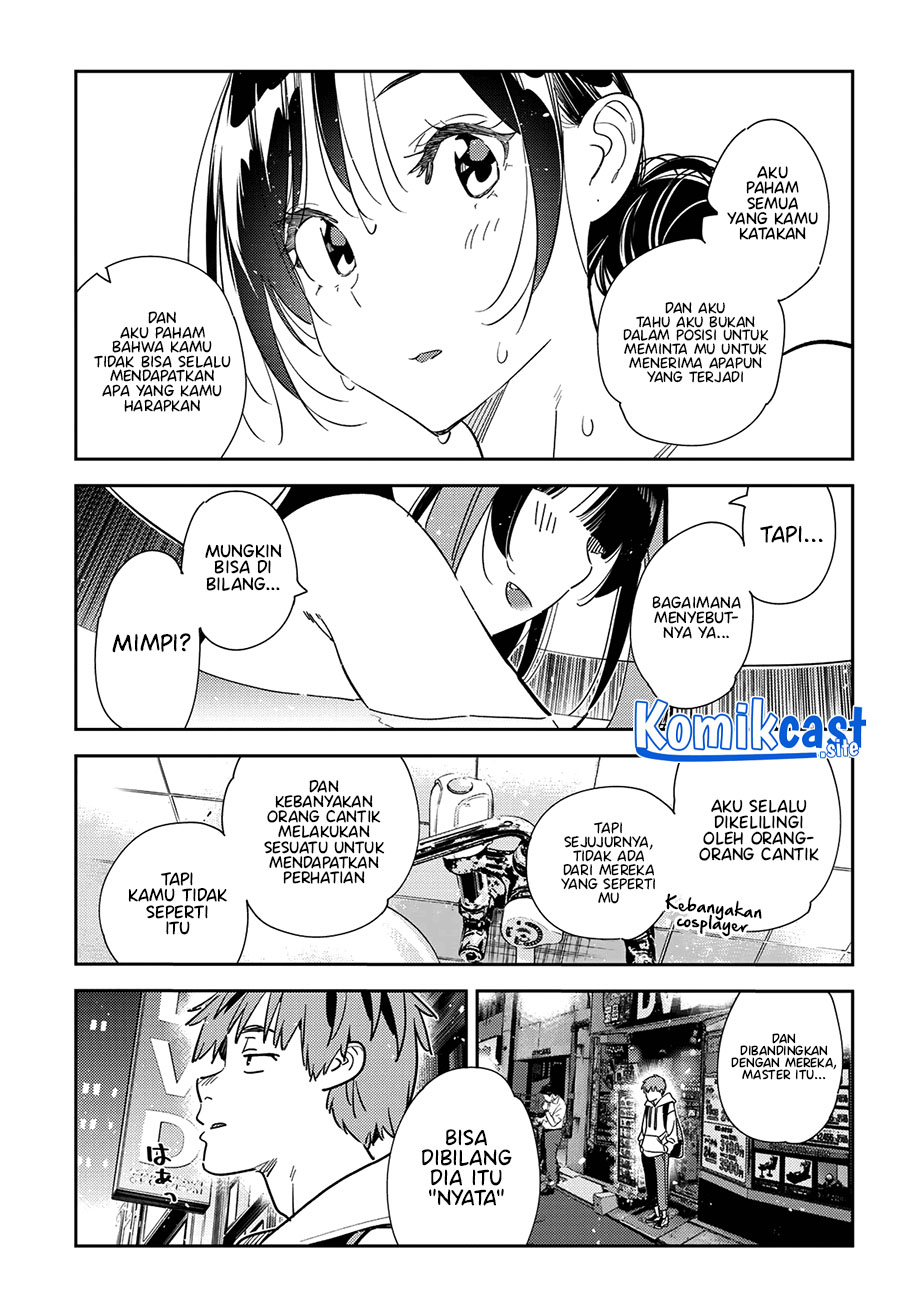 AKU
PAHAM
SEMUA
YANG KAMU
KATAKAN
DAN AKU
TAHU AKU BUKAN
DALAM POSISI UNTUK
MEMINTA MU UNTUK
MENERIMA APAPUN
YANG TERJADI
DAN
AKU PAHAM
BAHWA KAMU
TIDAK BISA SELALU
MENDAPATKAN
APA YANG KAMU
HARAPKAN
TAPI...
BAGAIMANA
MENYEBUT-
NYA YA...
MUNGKIN
BISA DI
BILANG...
MIMPI?
Komikcast
.site
AKU SELALU
DIKELILINGI
OLEH ORANG-
ORANG CANTIK
Kebanyakan
cosplayer
TAPI
SEJUJURNYA,
TIDAK ADA
DARI MEREKA
YANG SEPERTI
MU
DAN
KEBANYAKAN
ORANG CANTIK
MELAKUKAN
SESUATU UNTUK
MENDAPATKAN
PERHATIAN
TAPI
KAMU TIDAK
SEPERTI
ITU
DAN
DIBANDINGKAN
DENGAN MEREKA,
MASTER ITU...
DV
3100
3900
BISA
DIBILANG
DIA ITU
"NYATA"
VD
はぁっ